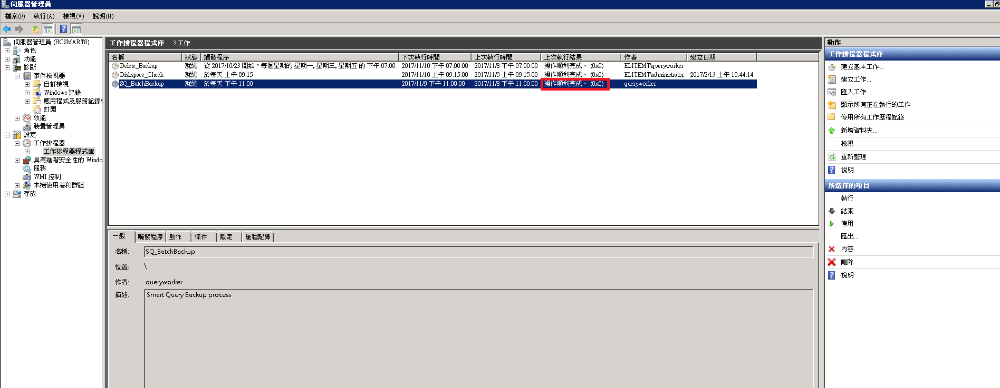 伺服器管理員
檔案(F) 執行(A) 檢視(V) 說明(H)
伺服器管理員 (HCSMART8)
角色
功能
診斷
事件檢視器
自訂檢視
Windows 記錄
應用程式及服務記錄
訂閱
效能
裝置管理員
設定
工作排程器
工作排程器程式庫
具有進階安全性的 Windo
服務
WMI 控制
本機使用者和群組
存放
工作排程器程式庫 3 工作
名稱 狀態 觸發程序 下次執行時間 上次執行時間 上次執行結果 作者 建立日期
Delete_Backup 就緒 從 2017/10/23 開始，每個星期的 星期一, 星期三, 星期五 的 下午 07:00 2017/11/10 下午 07:00:00 2017/11/8 下午 07:00:00 操作順利完成。 (0x0) ELITEMT\queryworker
Diskspace_Check 就緒 於每天 上午 09:15 2017/11/10 上午 09:15:00 2017/11/9 上午 09:15:00 操作順利完成。 (0x0) ELITEMT\administrator 2017/2/13 上午 10:44:14
SQ_BatchBackup 就緒 於每天 下午 11:00 2017/11/9 下午 11:00:00 2017/11/8 下午 11:00:00 操作順利完成。 (0x0) queryworker
一般 觸發程序 動作 條件 設定 歷程記錄
名稱: SQ_BatchBackup
位置: \
作者: queryworker
描述: Smart Query Backup process
動作
工作排程器程式庫
建立基本工作...
建立工作...
匯入工作...
顯示所有正在執行的工作
停用所有工作歷程記錄
新增資料夾...
檢視
重新整理
說明
所選擇的項目
執行
結束
停用
匯出...
內容
刪除
說明